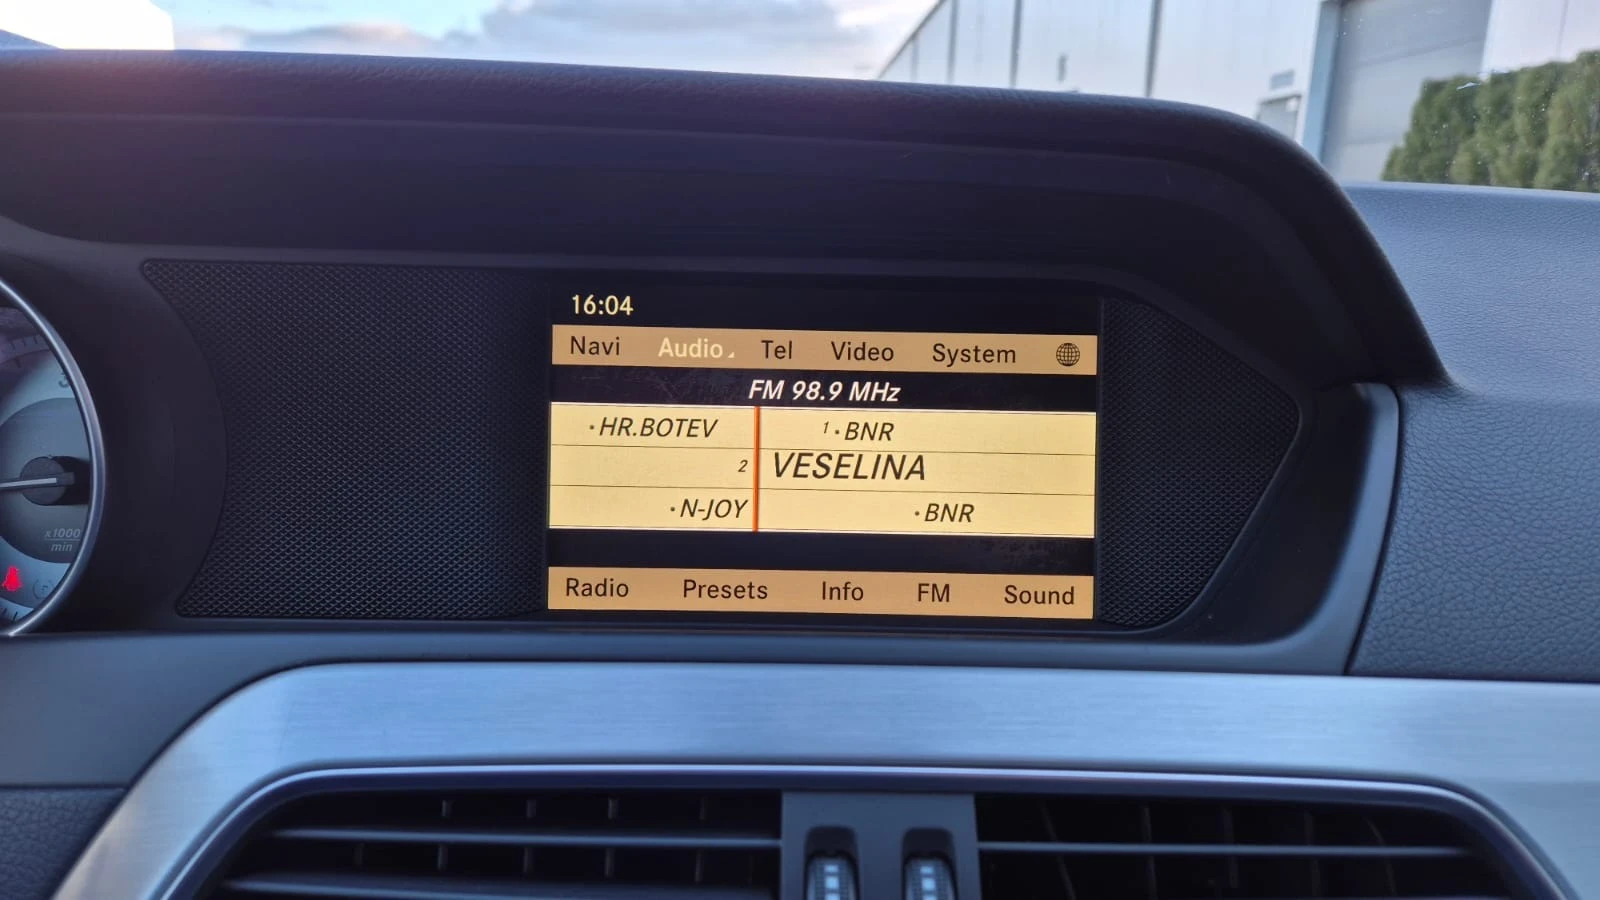 16:04
Navi Audio Tel Video System
FM 98.9 MHz
·HR.BOTEV 1 ·BNR
2 VESELINA
·N-JOY ·BNR
Radio Presets Info FM Sound
3
x1000
min